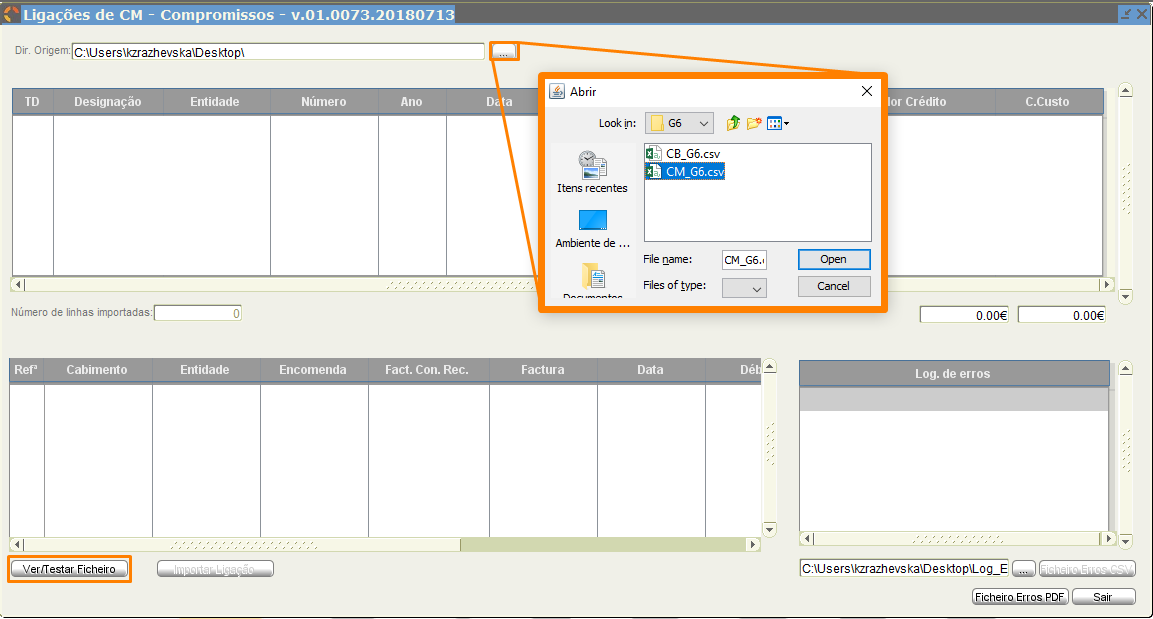 Ligações de CM - Compromissos - v.01.0073.20180713
Dir. Origem: C:\Users\kzrazhevska\Desktop\ ...
TD Designação Entidade Número Ano Data Crédito C.Custo
Abrir
Look in: G6
CB_G6.csv
CM_G6.csv
Itens recentes
Ambiente de ...
Documentos
File name: CM_G6. Open
Files of type: Cancel
Número de linhas importadas: 0
0.00€ 0.00€
Refª Cabimento Entidade Encomenda Fact. Con. Rec. Factura Data Déb
Log. de erros
Ver/Testar Ficheiro Importar Ligação
C:\Users\kzrazhevska\Desktop\Log_E ... Ficheiro Erros CSV
Ficheiro Erros PDF Sair